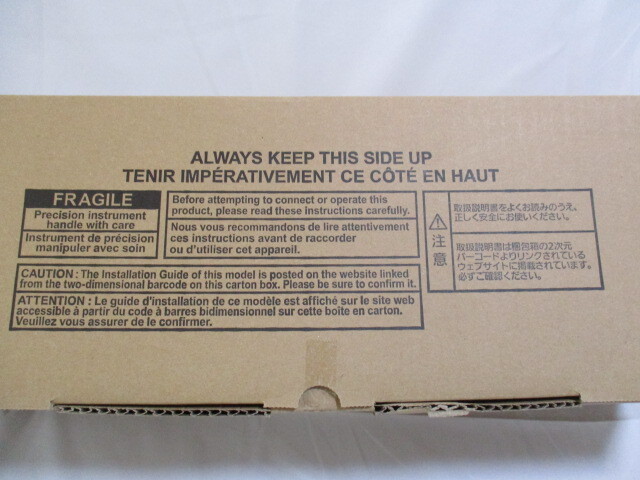 ALWAYS KEEP THIS SIDE UP
TENIR IMPÉRATIVEMENT CE CÔTÉ EN HAUT
FRAGILE
Precision instrument
handle with care
Instrument de précision
manipuler avec soin
Before attempting to connect or operate this
product, please read these instructions carefully.
Nous vous recommandons de lire attentivement
ces instructions avant de raccorder
ou d'utiliser cet appareil.
CAUTION : The Installation Guide of this model is posted on the website linked
from the two-dimensional barcode on this carton box. Please be sure to confirm it.
ATTENTION : Le guide d'installation de ce modèle est affiché sur le site web
accessible à partir du code à barres bidimensionnel sur cette boîte en carton.
Veuillez vous assurer de le confirmer.
注意
取扱説明書をよくお読みのうえ、
正しく安全にお使いください。
取扱説明書は梱包箱の2次元
バーコードよりリンクされている
ウェブサイトに掲載されています。
必ずご確認ください。